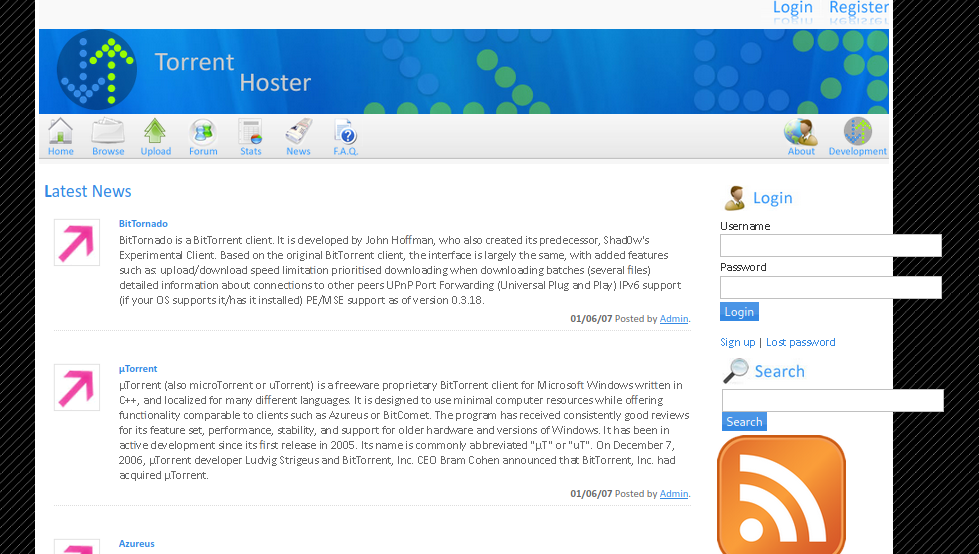 Login Register
Torrent
Hoster
Home Browse Upload Forum Stats News F.A.Q. About Development
Latest News
BitTornado
BitTornado is a BitTorrent client. It is developed by John Hoffman, who also created its predecessor, Shad0w's
Experimental Client. Based on the original BitTorrent client, the interface is largely the same, with added features
such as: upload/download speed limitation prioritised downloading when downloading batches (several files)
detailed information about connections to other peers UPnP Port Forwarding (Universal Plug and Play) IPv6 support
(if your OS supports it/has it installed) PE/MSE support as of version 0.3.18.
01/06/07 Posted by Admin.
µTorrent
µTorrent (also microTorrent or uTorrent) is a freeware proprietary BitTorrent client for Microsoft Windows written in
C++, and localized for many different languages. It is designed to use minimal computer resources while offering
functionality comparable to clients such as Azureus or BitComet. The program has received consistently good reviews
for its feature set, performance, stability, and support for older hardware and versions of Windows. It has been in
active development since its first release in 2005. Its name is commonly abbreviated "µT" or "uT". On December 7,
2006, µTorrent developer Ludvig Strigeus and BitTorrent, Inc. CEO Bram Cohen announced that BitTorrent, Inc. had
acquired µTorrent.
01/06/07 Posted by Admin.
Azureus
Login
Username
Password
Login
Sign up | Lost password
Search
Search